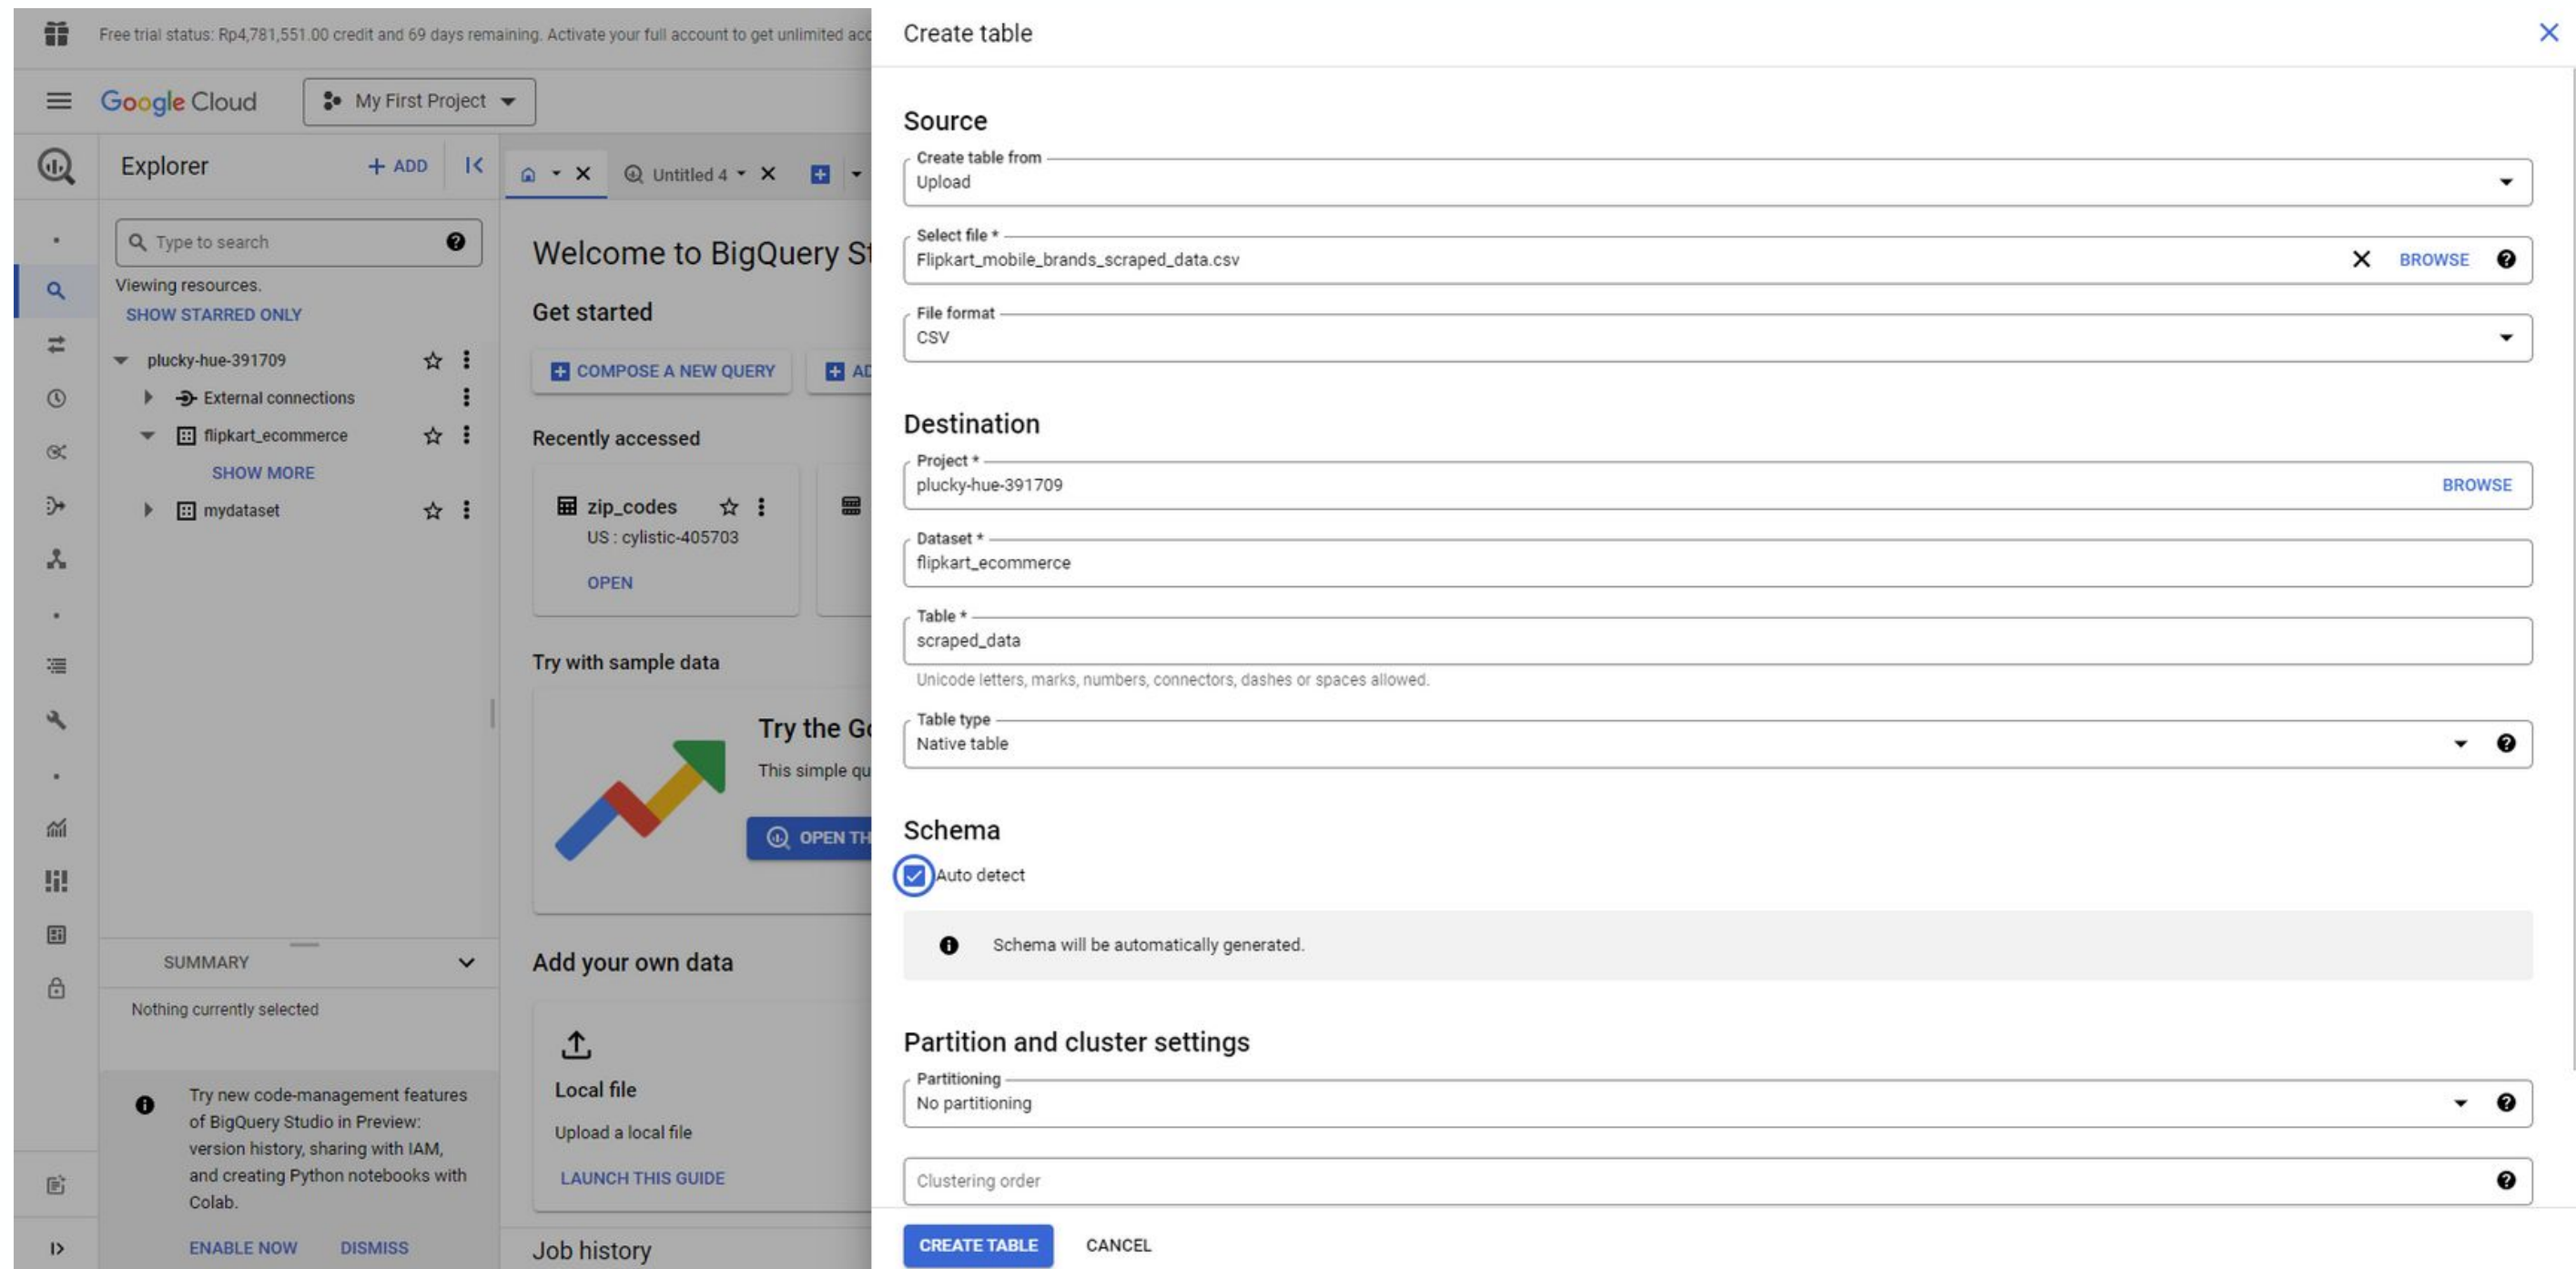 Free trial status: Rp4,781,551.00 credit and 69 days remaining. Activate your full account to get unlimited acc
Google Cloud
My First Project
Explorer
+ ADD
Untitled 4
Type to search
Viewing resources.
SHOW STARRED ONLY
plucky-hue-391709
External connections
flipkart_ecommerce
SHOW MORE
mydataset
SUMMARY
Nothing currently selected
Try new code-management features
of BigQuery Studio in Preview:
version history, sharing with IAM,
and creating Python notebooks with
Colab.
ENABLE NOW
DISMISS
Welcome to BigQuery St
Get started
COMPOSE A NEW QUERY
AD
Recently accessed
zip_codes
US : cylistic-405703
OPEN
Try with sample data
Try the Go
This simple qu
OPEN TH
Add your own data
Local file
Upload a local file
LAUNCH THIS GUIDE
Job history
Create table
Source
Create table from
Upload
Select file *
Flipkart_mobile_brands_scraped_data.csv
BROWSE
File format
CSV
Destination
Project *
plucky-hue-391709
BROWSE
Dataset *
flipkart_ecommerce
Table *
scraped_data
Unicode letters, marks, numbers, connectors, dashes or spaces allowed.
Table type
Native table
Schema
Auto detect
Schema will be automatically generated.
Partition and cluster settings
Partitioning
No partitioning
Clustering order
CREATE TABLE
CANCEL